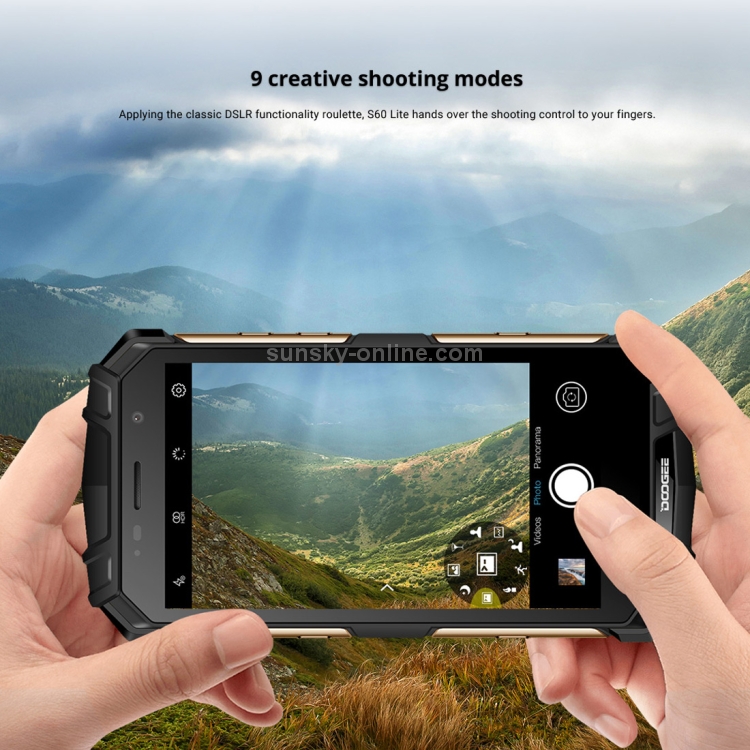 9 creative shooting modes
Applying the classic DSLR functionality roulette, S60 Lite hands over the shooting control to your fingers.
sunsky-online.com
HDR
Panorama
Photo
Videos
DOOGEE